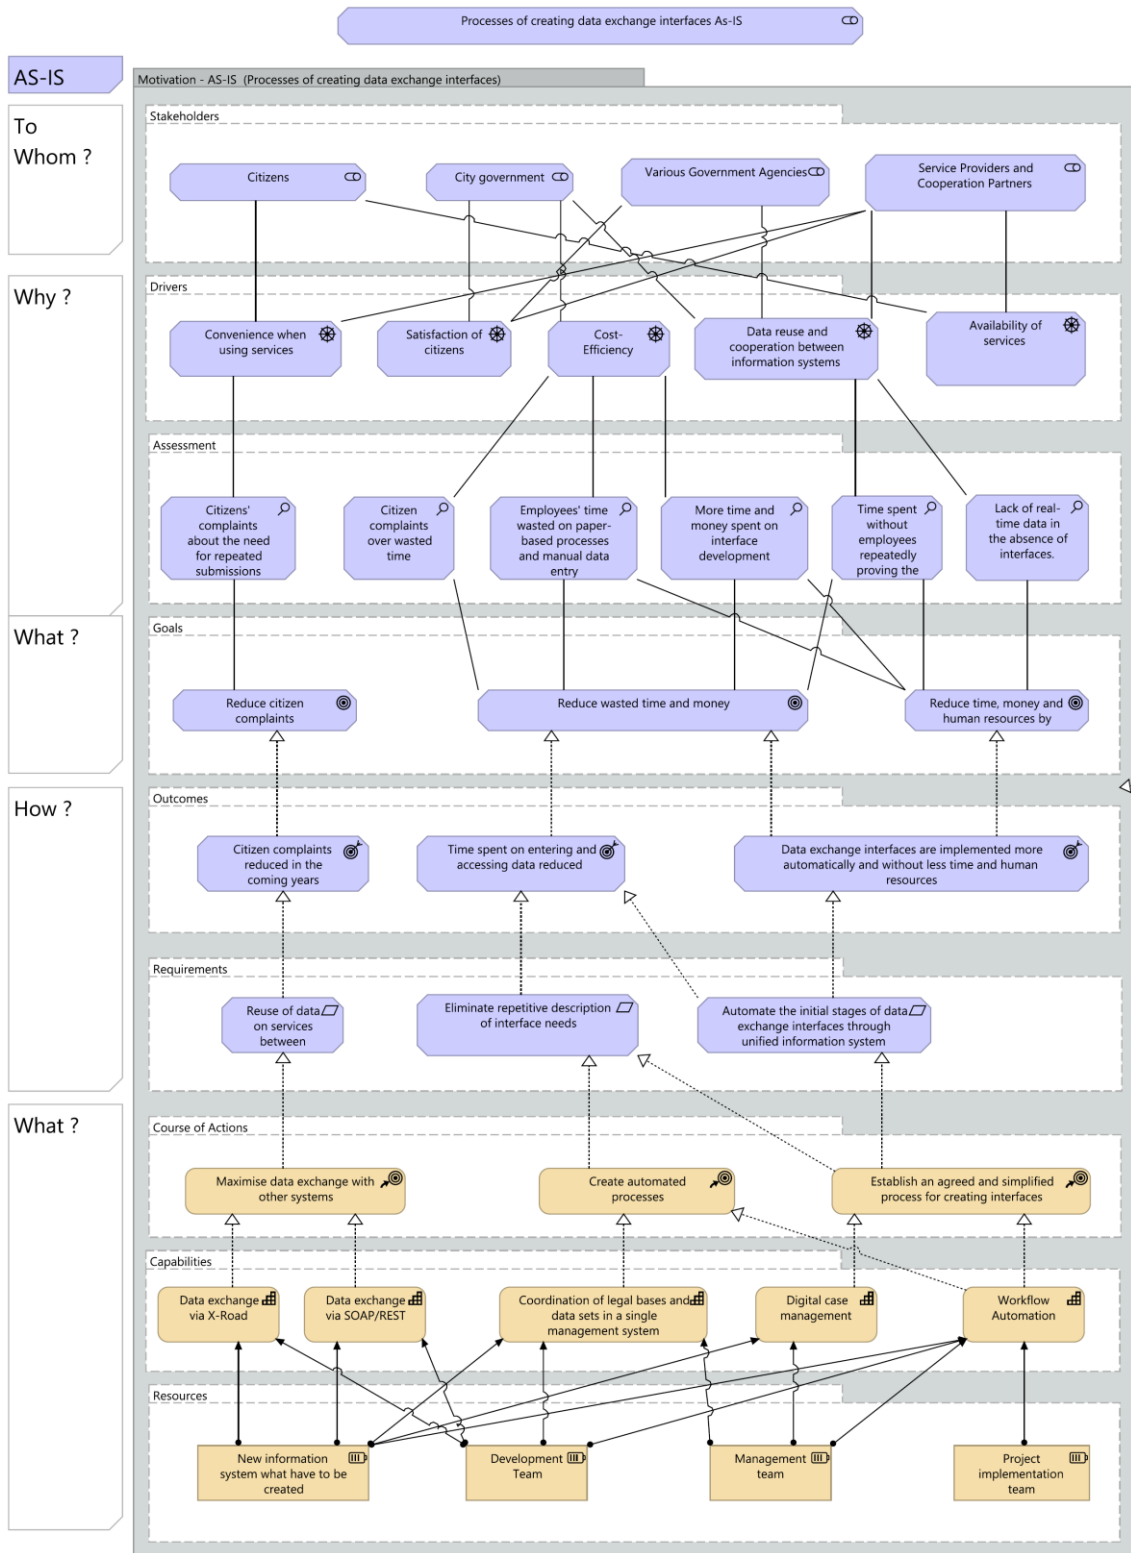 Processes of creating data exchange interfaces As-IS
AS-IS
Motivation - AS-IS (Processes of creating data exchange interfaces)
To
Whom ?
Stakeholders
Citizens
City government
Various Government Agencies
Service Providers and
Cooperation Partners
Why ?
Drivers
Convenience when
using services
Satisfaction of
citizens
Cost-
Efficiency
Data reuse and
cooperation between
information systems
Availability of
services
Assessment
Citizens'
complaints
about the need
for repeated
submissions
Citizen
complaints
over wasted
time
Employees' time
wasted on paper-
based processes
and manual data
entry
More time and
money spent on
interface
development
Time spent
without
employees
repeatedly
proving the
Lack of real-
time data in
the absence of
interfaces.
What ?
Goals
Reduce citizen
complaints
Reduce wasted time and money
Reduce time, money and
human resources by
How ?
Outcomes
Citizen complaints
reduced in the
coming years
Time spent on entering and
accessing data reduced
Data exchange interfaces are implemented more
automatically and without less time and human
resources
Requirements
Reuse of data
on services
between
Eliminate repetitive description
of interface needs
Automate the initial stages of data
exchange interfaces through
unified information system
What ?
Course of Actions
Maximise data exchange with
other systems
Create automated
processes
Establish an agreed and simplified
process for creating interfaces
Capabilities
Data exchange
via X-Road
Data exchange
via SOAP/REST
Coordination of legal bases and
data sets in a single
management system
Digital case
management
Workflow
Automation
Resources
New information
system what have to be
created
Development
Team
Management
team
Project
implementation
team